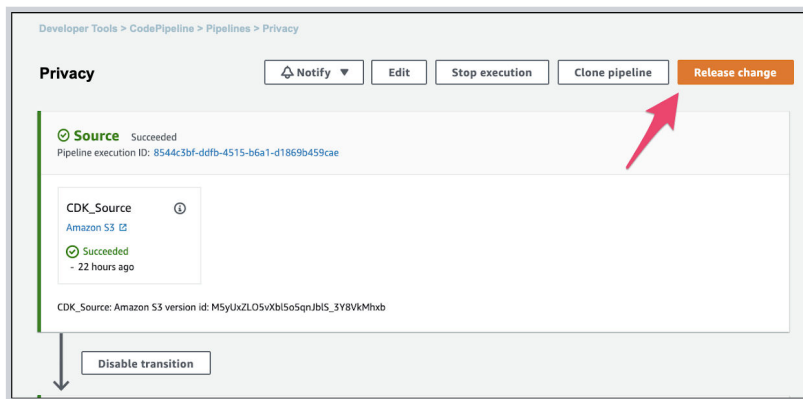 Developer Tools > CodePipeline > Pipelines > Privacy
Privacy
Notify ▼ Edit Stop execution Clone pipeline Release change
Source Succeeded
Pipeline execution ID: 8544c3bf-ddfb-4515-b6a1-d1869b459cae
CDK_Source
Amazon S3
Succeeded
- 22 hours ago
CDK_Source: Amazon S3 version id: M5yUxZLO5vXbl5o5qnJblS_3Y8VkMhxb
Disable transition